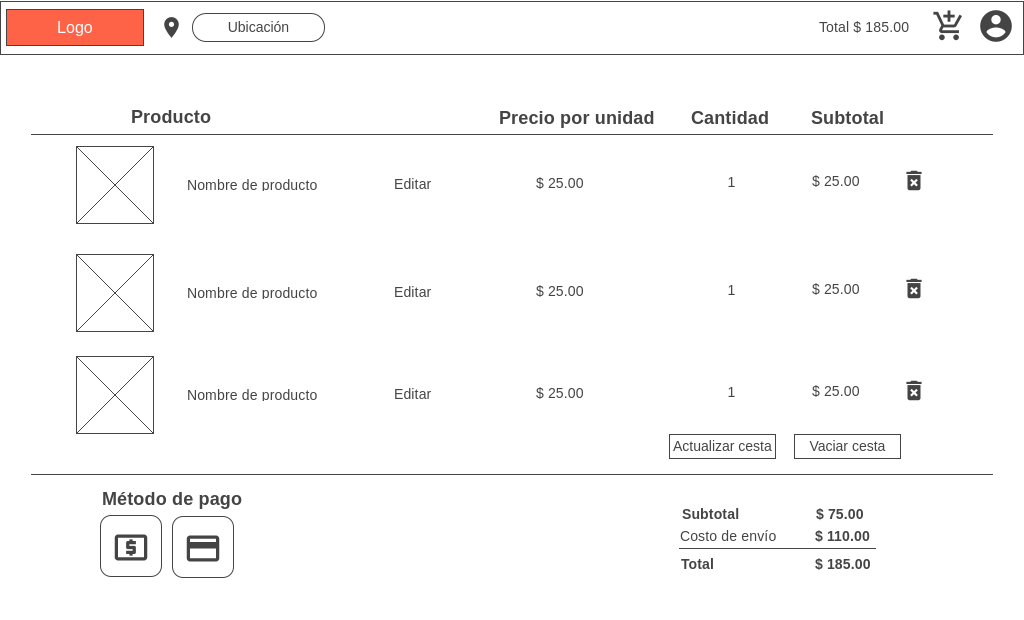 Logo
Ubicación
Total $ 185.00
Producto Precio por unidad Cantidad Subtotal
Nombre de producto Editar $ 25.00 1 $ 25.00
Nombre de producto Editar $ 25.00 1 $ 25.00
Nombre de producto Editar $ 25.00 1 $ 25.00
Actualizar cesta Vaciar cesta
Método de pago
Subtotal $ 75.00
Costo de envío $ 110.00
Total $ 185.00